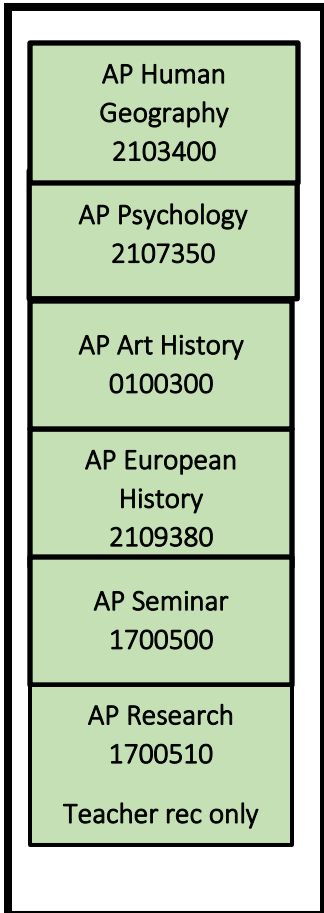 AP Human
Geography
2103400
AP Psychology
2107350
AP Art History
0100300
AP European
History
2109380
AP Seminar
1700500
AP Research
1700510
Teacher rec only